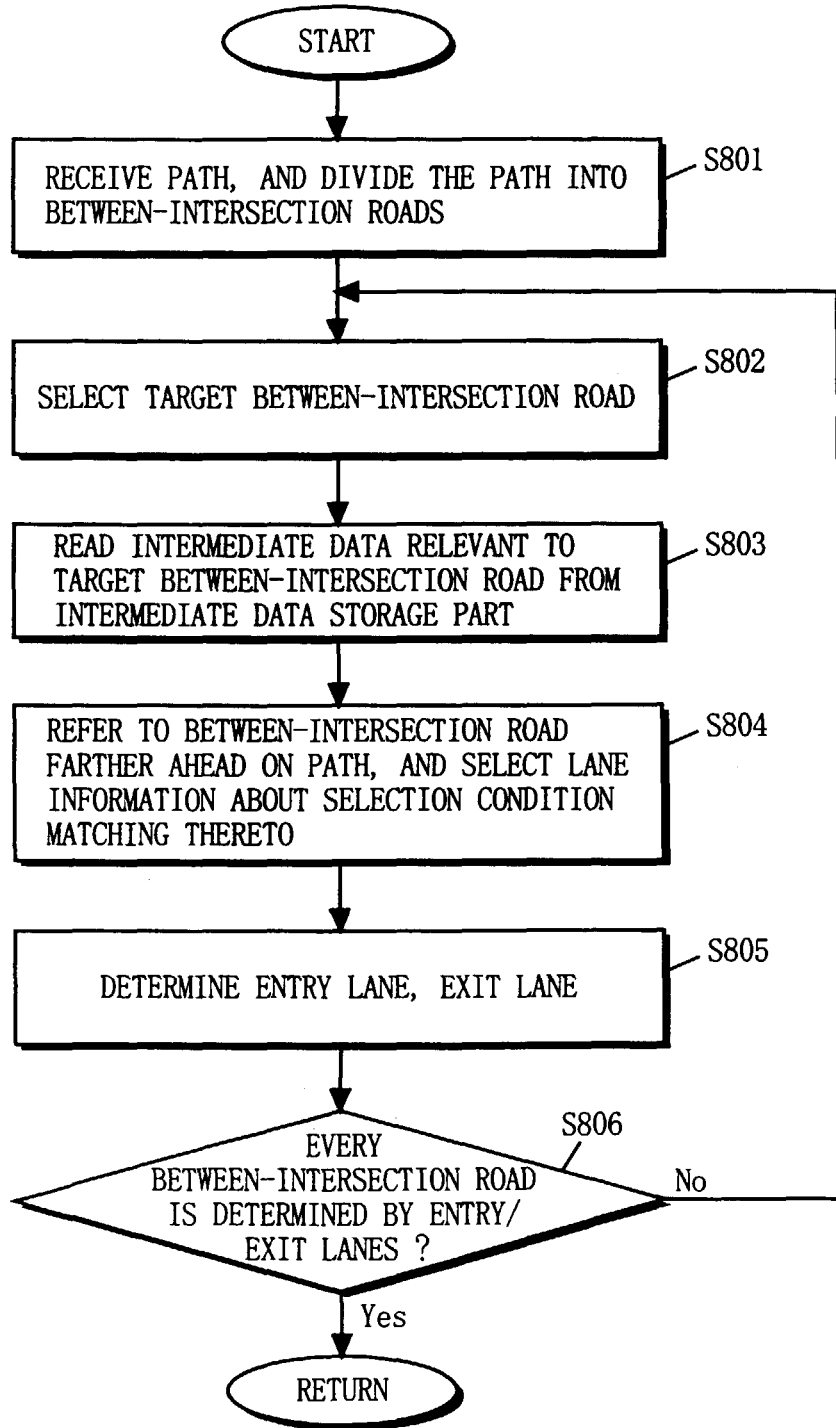 START
RECEIVE PATH, AND DIVIDE THE PATH INTO
BETWEEN-INTERSECTION ROADS
S801
SELECT TARGET BETWEEN-INTERSECTION ROAD
S802
READ INTERMEDIATE DATA RELEVANT TO
TARGET BETWEEN-INTERSECTION ROAD FROM
INTERMEDIATE DATA STORAGE PART
S803
REFER TO BETWEEN-INTERSECTION ROAD
FARTHER AHEAD ON PATH, AND SELECT LANE
INFORMATION ABOUT SELECTION CONDITION
MATCHING THERETO
S804
DETERMINE ENTRY LANE, EXIT LANE
S805
EVERY
BETWEEN-INTERSECTION ROAD
IS DETERMINED BY ENTRY/
EXIT LANES ?
S806
No
Yes
RETURN